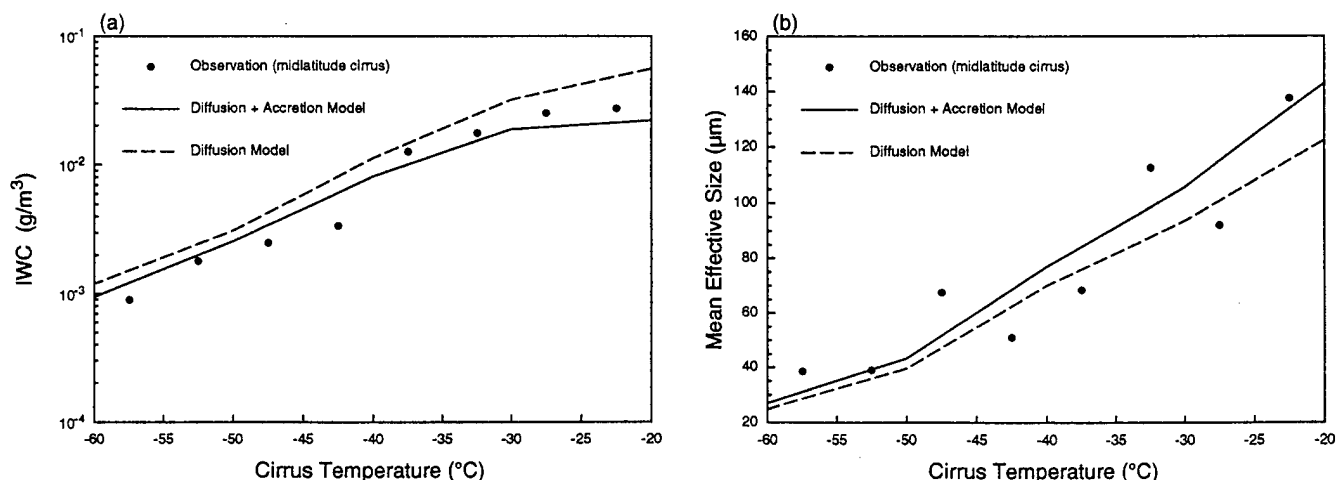 (a)
10-1
10-2
10-3
10-4
IWC (g/m3)
Observation (midlatitude cirrus)
Diffusion + Accretion Model
Diffusion Model
-60 -55 -50 -45 -40 -35 -30 -25 -20
Cirrus Temperature (°C)
(b)
160
140
120
100
80
60
40
20
Mean Effective Size (µm)
Observation (midlatitude cirrus)
Diffusion + Accretion Model
Diffusion Model
-60 -55 -50 -45 -40 -35 -30 -25 -20
Cirrus Temperature (°C)